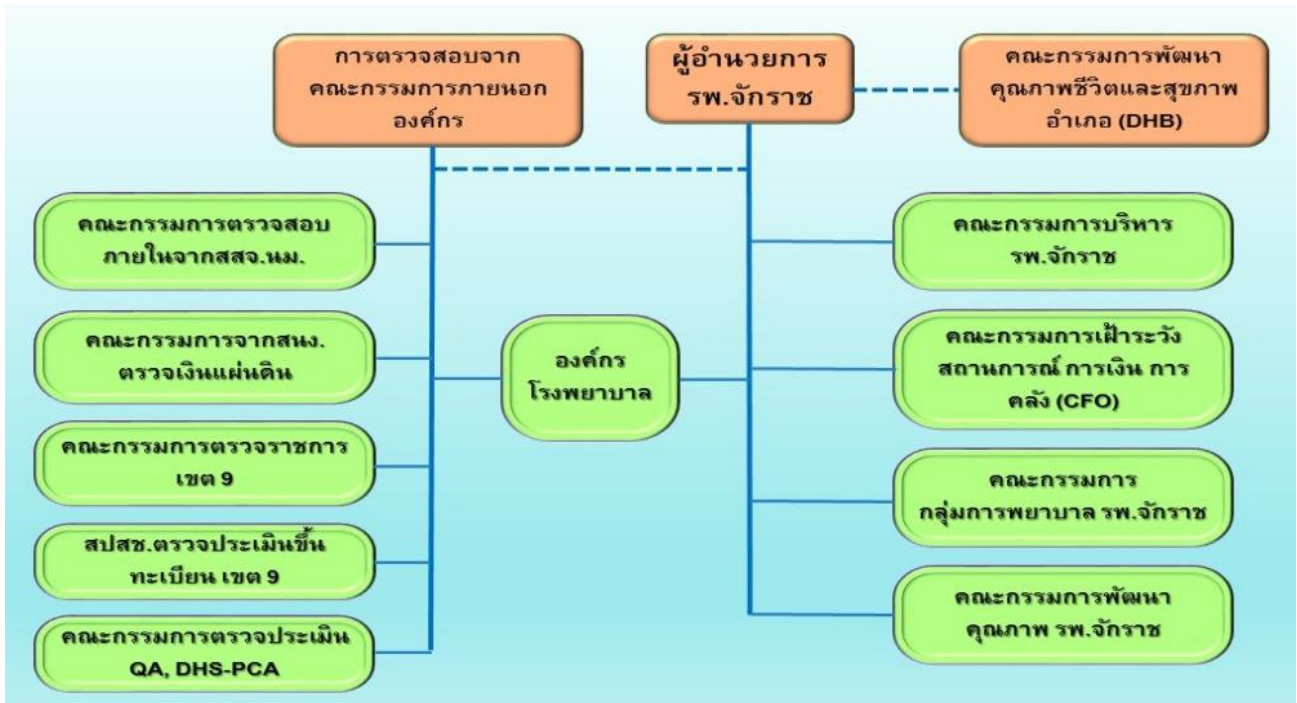 การตรวจสอบจาก
คณะกรรมการภายนอก
องค์กร
ผู้อำนวยการ
รพ.จักราช
คณะกรรมการพัฒนา
คุณภาพชีวิตและสุขภาพ
อำเภอ (DHB)
คณะกรรมการตรวจสอบ
ภายในจากสสจ.นม.
คณะกรรมการจากสนง.
ตรวจเงินแผ่นดิน
คณะกรรมการตรวจราชการ
เขต 9
สปสช.ตรวจประเมินขึ้น
ทะเบียน เขต 9
คณะกรรมการตรวจประเมิน
QA, DHS-PCA
องค์กร
โรงพยาบาล
คณะกรรมการบริหาร
รพ.จักราช
คณะกรรมการเฝ้าระวัง
สถานการณ์ การเงิน การ
คลัง (CFO)
คณะกรรมการ
กลุ่มการพยาบาล รพ.จักราช
คณะกรรมการพัฒนา
คุณภาพ รพ.จักราช